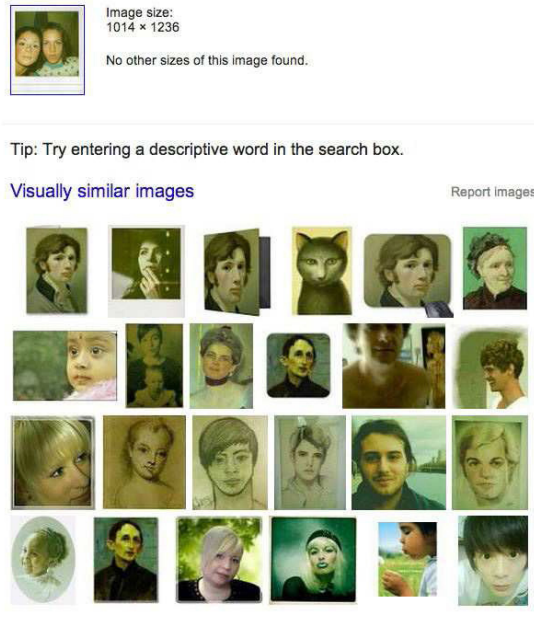 Image size:
1014 × 1236
No other sizes of this image found.
Tip: Try entering a descriptive word in the search box.
Visually similar images
Report images